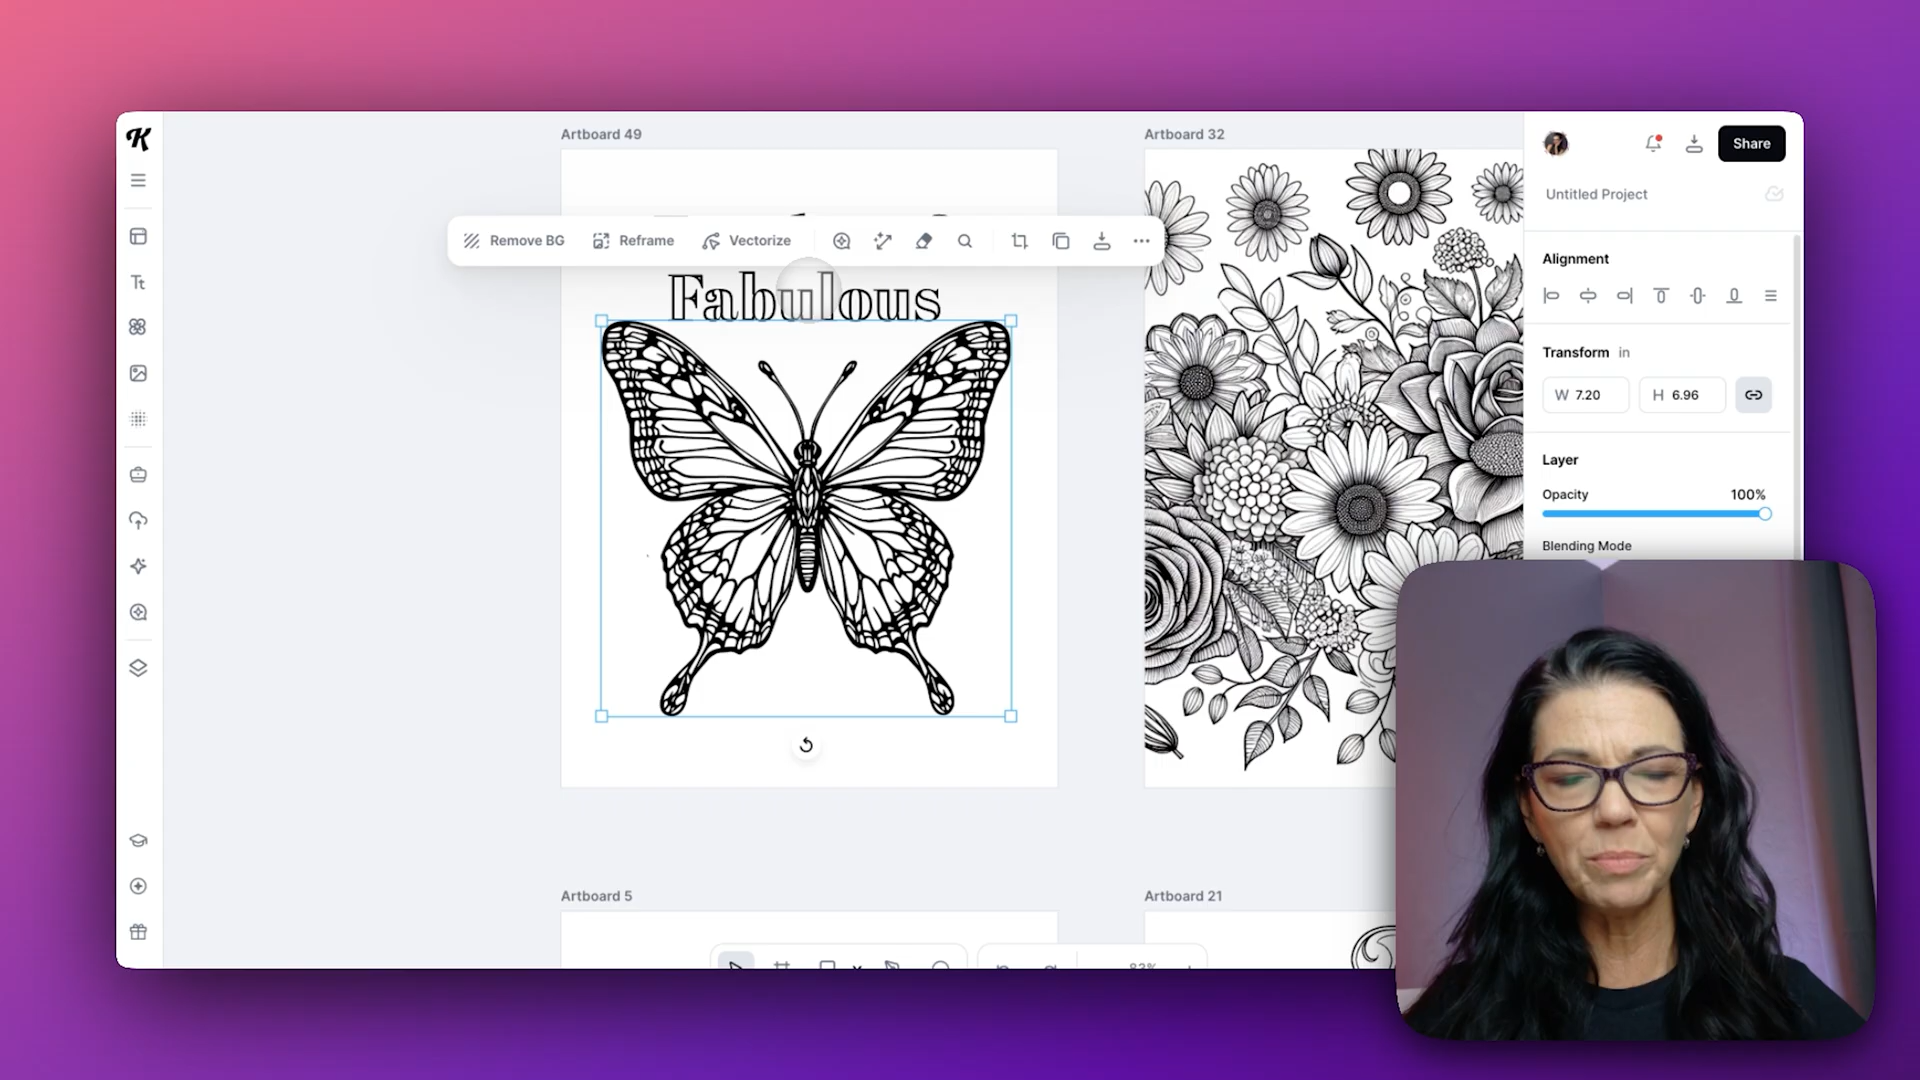 K
Artboard 49
Artboard 32
Share
Untitled Project
Remove BG
Reframe
Vectorize
Fabulous
Alignment
Transform in
W 7.20
H 6.96
Layer
Opacity
100%
Blending Mode
Tt
Artboard 5
Artboard 21